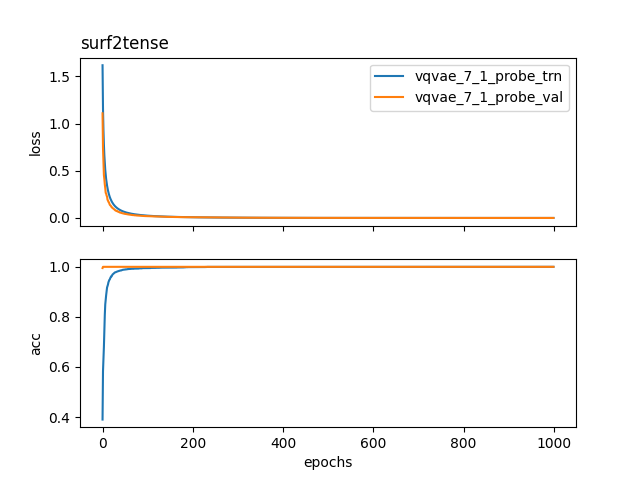 surf2tense
loss
1.5
1.0
0.5
0.0
vqvae_7_1_probe_trn
vqvae_7_1_probe_val
acc
1.0
0.8
0.6
0.4
0 200 400 600 800 1000
epochs